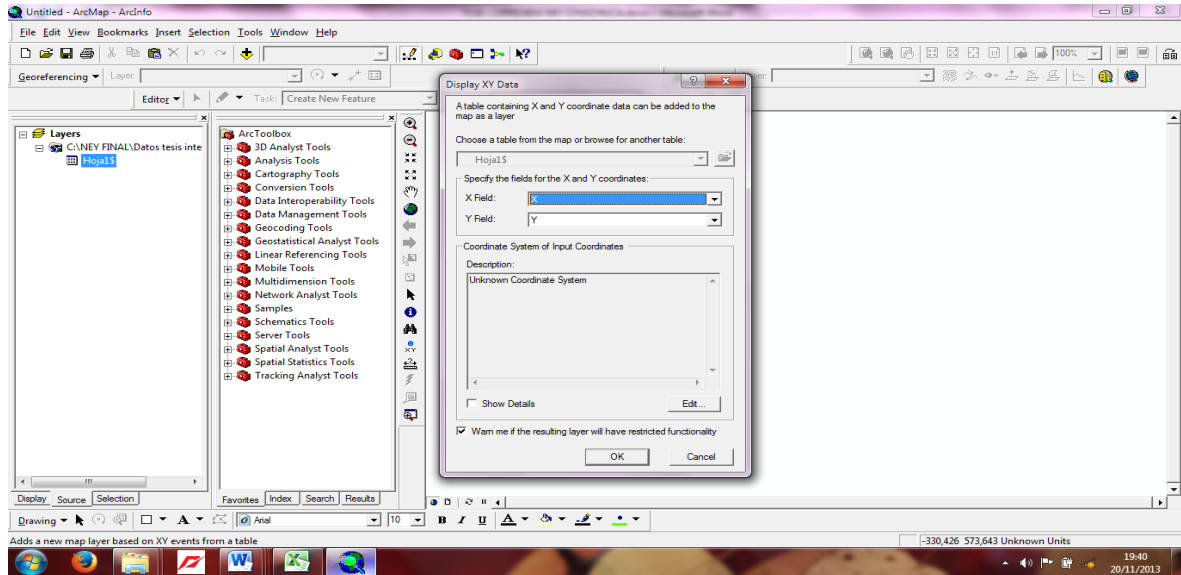 Untitled - ArcMap - ArcInfo
File Edit View Bookmarks Insert Selection Tools Window Help
100%
Georeferencing Layer:
Editor Task: Create New Feature
Layers
C:\NEY FINAL\Datos tesis inte
Hoja1$
ArcToolbox
3D Analyst Tools
Analysis Tools
Cartography Tools
Conversion Tools
Data Interoperability Tools
Data Management Tools
Geocoding Tools
Geostatistical Analyst Tools
Linear Referencing Tools
Mobile Tools
Multidimension Tools
Network Analyst Tools
Samples
Schematics Tools
Server Tools
Spatial Analyst Tools
Spatial Statistics Tools
Tracking Analyst Tools
Display XY Data
A table containing X and Y coordinate data can be added to the
map as a layer
Choose a table from the map or browse for another table:
Hoja1$
Specify the fields for the X and Y coordinates:
X Field: X
Y Field: Y
Coordinate System of Input Coordinates
Description:
Unknown Coordinate System
Show Details Edit...
Warn me if the resulting layer will have restricted functionality
OK Cancel
Display Source Selection
Favorites Index Search Results
Drawing A Arial 10 B I U A
Adds a new map layer based on XY events from a table
-330,426 573,643 Unknown Units
19:40
20/11/2013